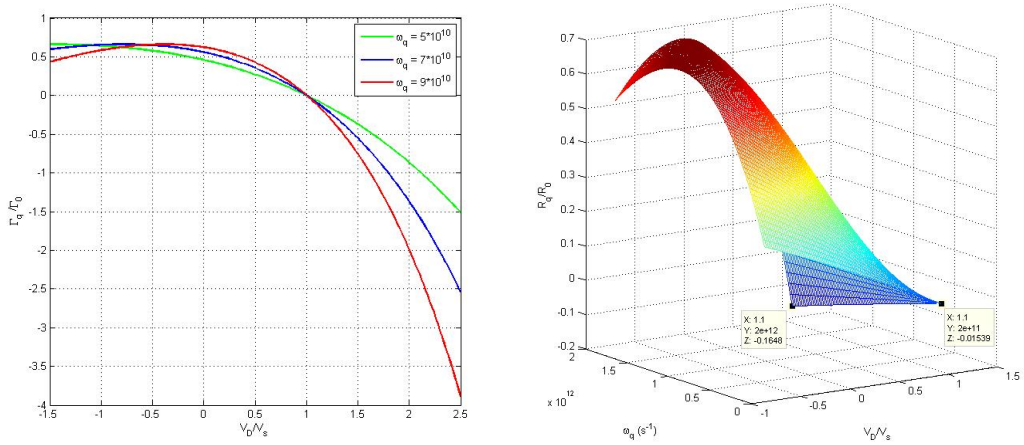 1
0.5
0
-0.5
-1
-1.5
-2
-2.5
-3
-3.5
-4
-1.5 -1 -0.5 0 0.5 1 1.5 2 2.5
V_D/V_s
Γ_q/Γ_0
ω_q = 5*10^10
ω_q = 7*10^10
ω_q = 9*10^10
0.7
0.6
0.5
0.4
0.3
0.2
0.1
0
-0.1
-0.2
R_q/R_0
2
1.5
1
0.5
0
x 10^12
ω_q (s^-1)
-1 -0.5 0 0.5 1 1.5
V_D/V_s
X: 1.1
Y: 2e+12
Z: -0.1648
X: 1.1
Y: 2e+11
Z: -0.01539